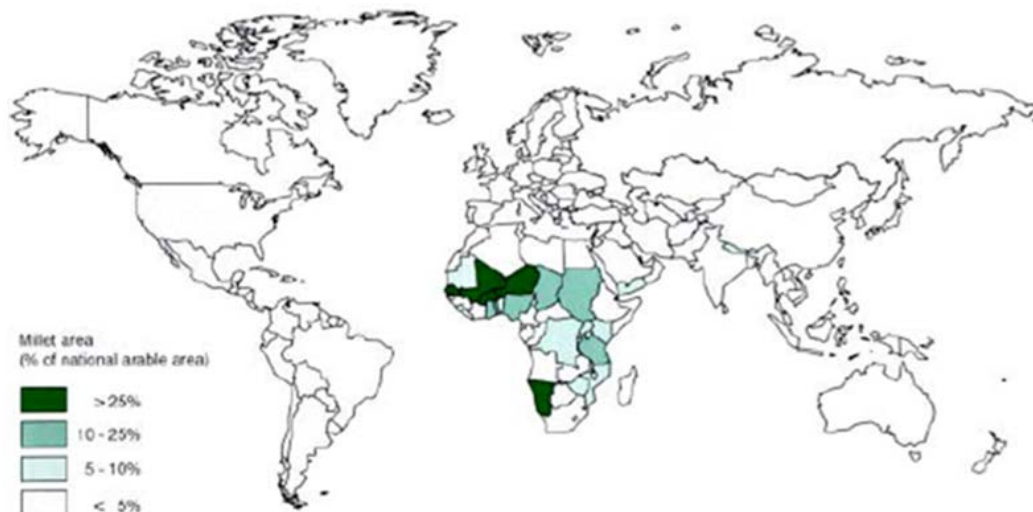 Millet area
(% of national arable area)
> 25%
10 - 25%
5 - 10%
< 5%